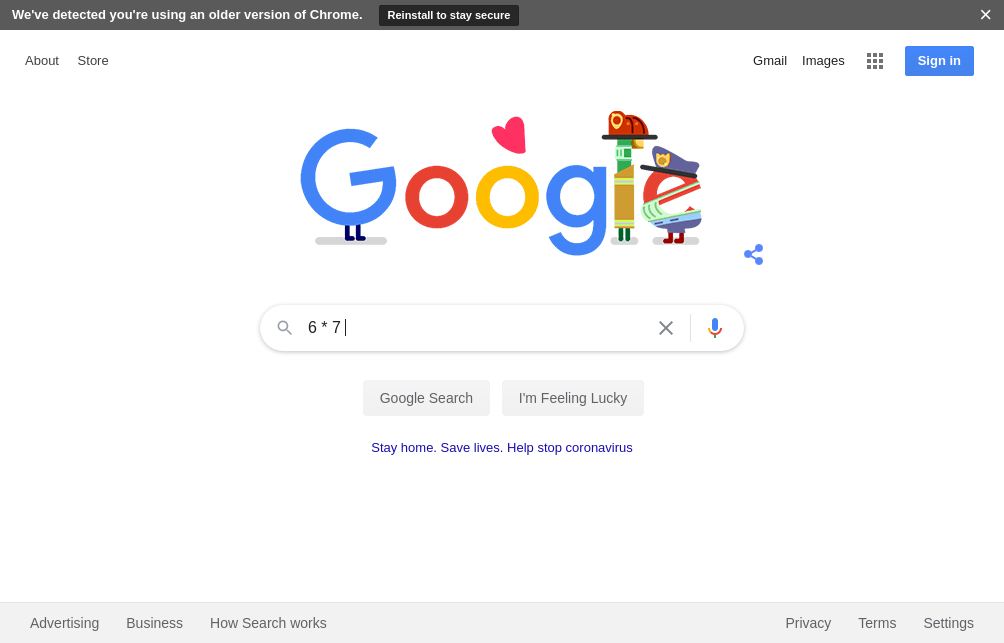 We've detected you're using an older version of Chrome. Reinstall to stay secure
About Store Gmail Images Sign in
Google
6 * 7
Google Search I'm Feeling Lucky
Stay home. Save lives. Help stop coronavirus
Advertising Business How Search works Privacy Terms Settings